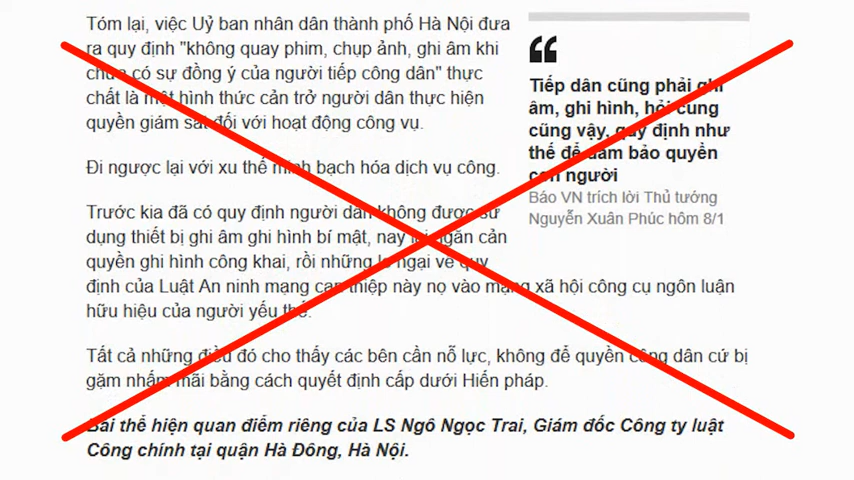 Tóm lại, việc Uỷ ban nhân dân thành phố Hà Nội đưa
ra quy định "không quay phim, chụp ảnh, ghi âm khi
chưa có sự đồng ý của người tiếp công dân" thực
chất là một hình thức cản trở người dân thực hiện
quyền giám sát đối với hoạt động công vụ.
Đi ngược lại với xu thế minh bạch hóa dịch vụ công.
Trước kia đã có quy định người dân không được sử
dụng thiết bị ghi âm ghi hình bí mật, nay lại ngăn cản
quyền ghi hình công khai, rồi những lo ngại về quy
định của Luật An ninh mạng can thiệp này nọ vào mạng xã hội công cụ ngôn luận
hữu hiệu của người yếu thế.
Tất cả những điều đó cho thấy các bên cần nỗ lực, không để quyền công dân cứ bị
gặm nhấm mãi bằng cách quyết định cấp dưới Hiến pháp.
Bài thể hiện quan điểm riêng của LS Ngô Ngọc Trai, Giám đốc Công ty luật
Công chính tại quận Hà Đông, Hà Nội.
Tiếp dân cũng phải ghi
âm, ghi hình, hỏi cung
cũng vậy, quy định như
thế để đảm bảo quyền
con người
Báo VN trích lời Thủ tướng
Nguyễn Xuân Phúc hôm 8/1